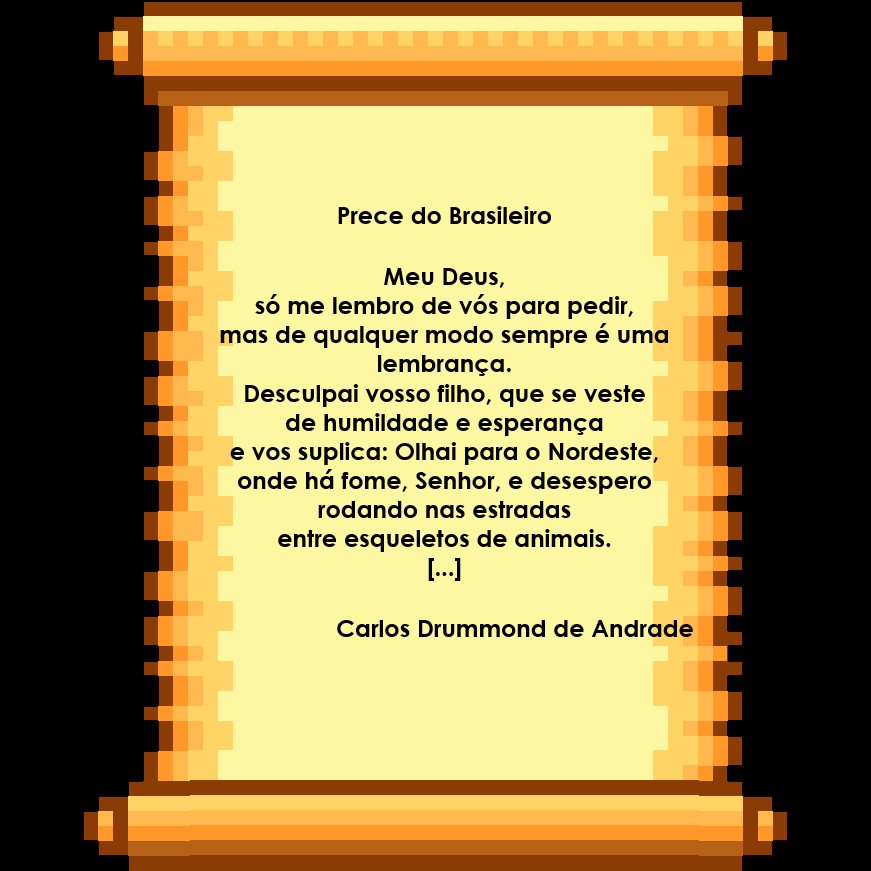 Prece do Brasileiro
Meu Deus,
só me lembro de vós para pedir,
mas de qualquer modo sempre é uma
lembrança.
Desculpai vosso filho, que se veste
de humildade e esperança
e vos suplica: Olhai para o Nordeste,
onde há fome, Senhor, e desespero
rodando nas estradas
entre esqueletos de animais.
[...]
Carlos Drummond de Andrade